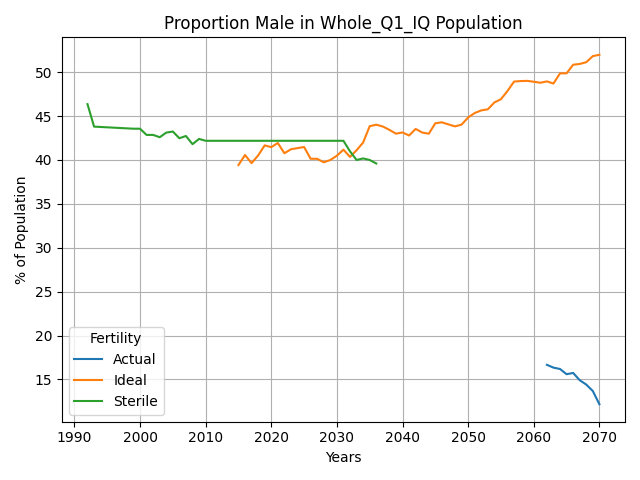 Proportion Male in Whole_Q1_IQ Population
% of Population
50
45
40
35
30
25
20
15
Fertility
Actual
Ideal
Sterile
1990 2000 2010 2020 2030 2040 2050 2060 2070
Years